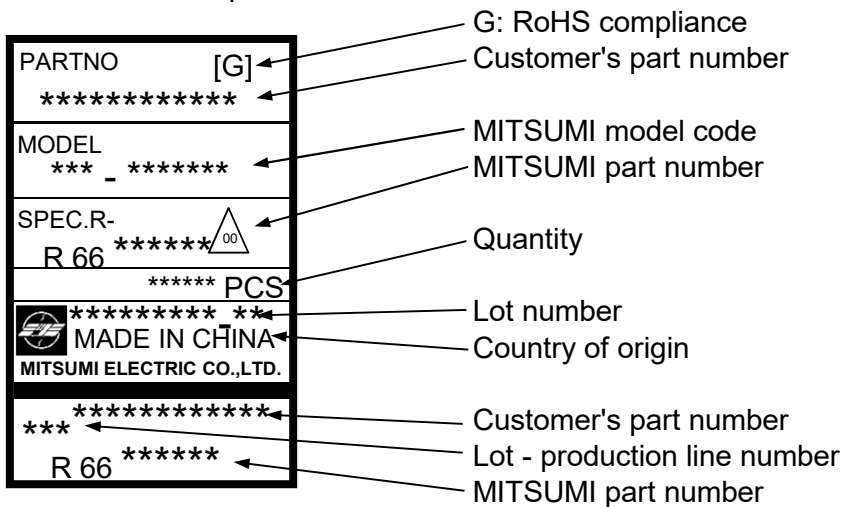 G: RoHS compliance
PARTNO [G]
Customer's part number
************
MODEL
MITSUMI model code
*** - *******
MITSUMI part number
SPEC.R-
R 66 ****** 00
Quantity
****** PCS
*********-**
Lot number
MADE IN CHINA
Country of origin
MITSUMI ELECTRIC CO.,LTD.
************
Customer's part number
***
Lot - production line number
R 66 ******
MITSUMI part number